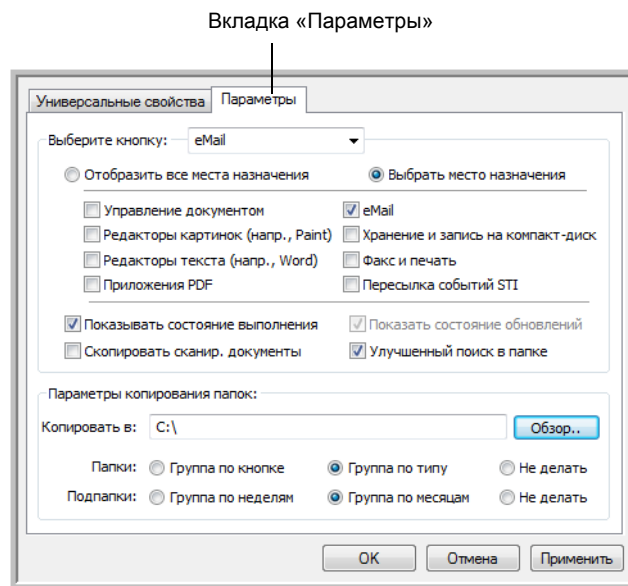 Вкладка «Параметры»
Универсальные свойства Параметры
Выберите кнопку: eMail
Отобразить все места назначения Выбрать место назначения
Управление документом eMail
Редакторы картинок (напр., Paint) Хранение и запись на компакт-диск
Редакторы текста (напр., Word) Факс и печать
Приложения PDF Пересылка событий STI
Показывать состояние выполнения Показать состояние обновлений
Скопировать сканир. документы Улучшенный поиск в папке
Параметры копирования папок:
Копировать в: C:\ Обзор..
Папки: Группа по кнопке Группа по типу Не делать
Подпапки: Группа по неделям Группа по месяцам Не делать
OK Отмена Применить